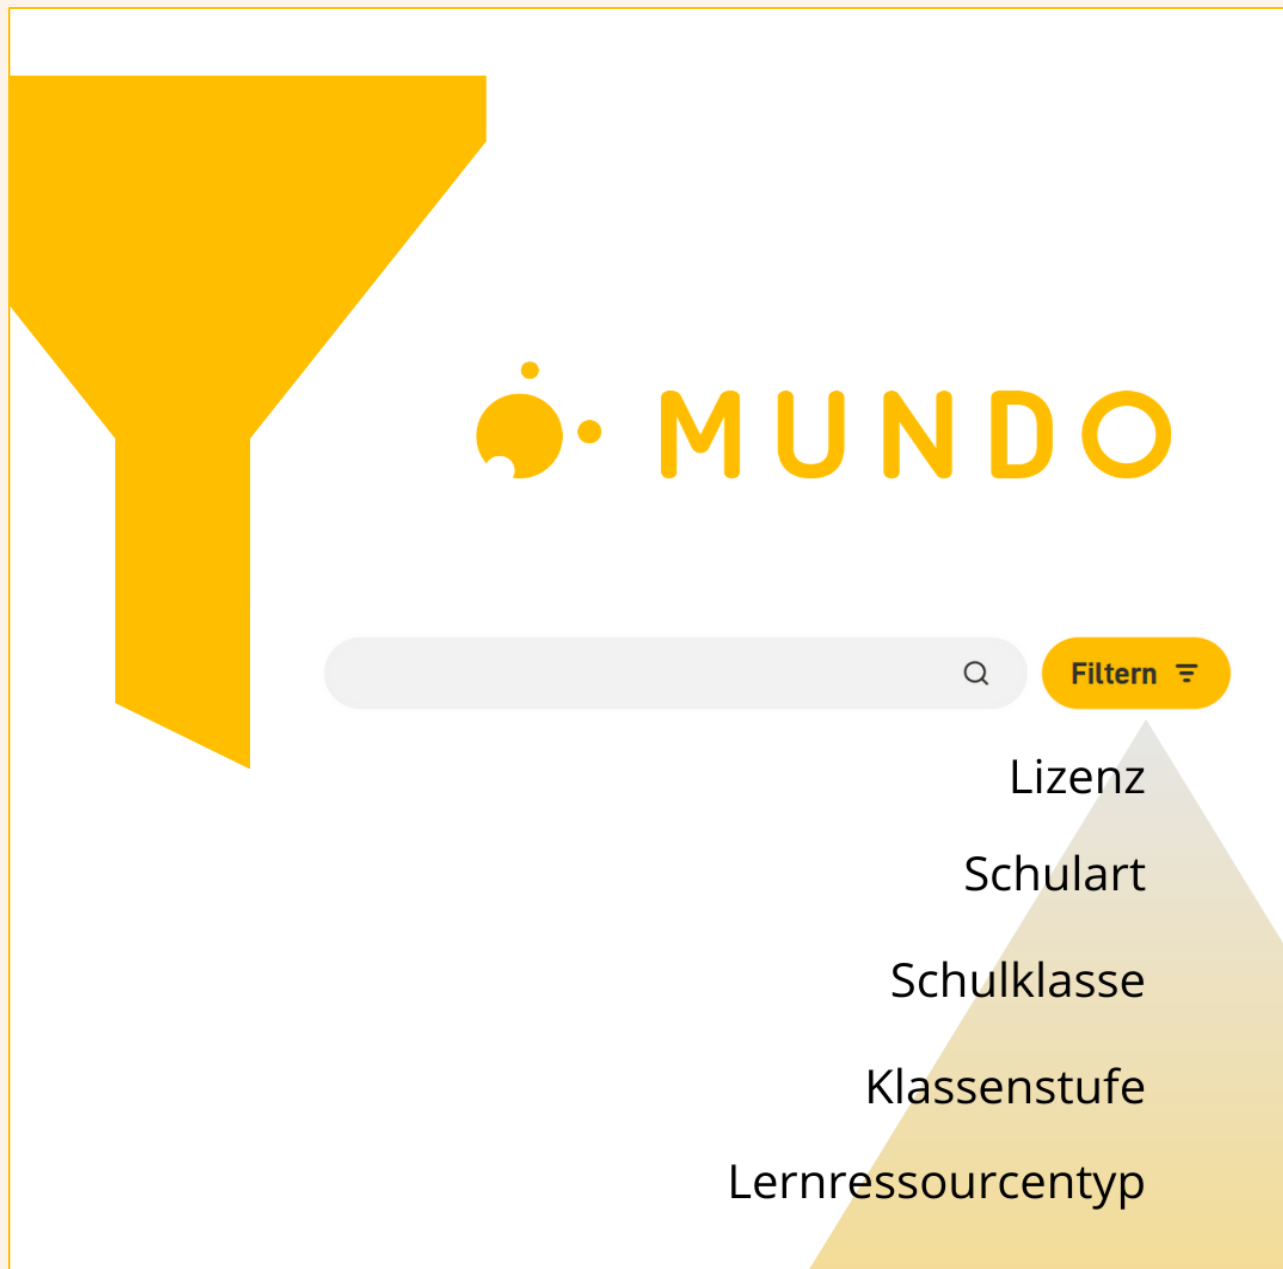 MUNDO
Filtern
Lizenz
Schulart
Schulklasse
Klassenstufe
Lernressourcentyp